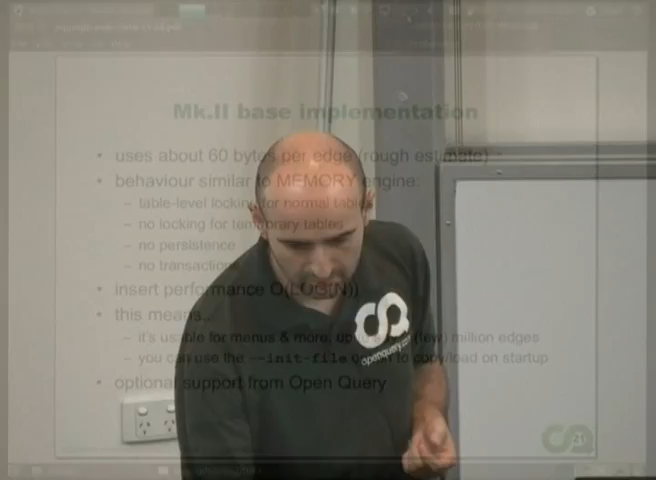 Mk.II base implementation
• uses about 60 bytes per edge (rough estimate)
• behaviour similar to MEMORY engine:
– table-level locking for normal tables
– no locking for temporary tables
– no persistence
– no transactions
• insert performance O(LOG(N))
• this means...
– it's usable for menus & more, up to a (few) million edges
– you can use the --init-file option to copy/load on startup
• optional support from Open Query
openquery.com
21